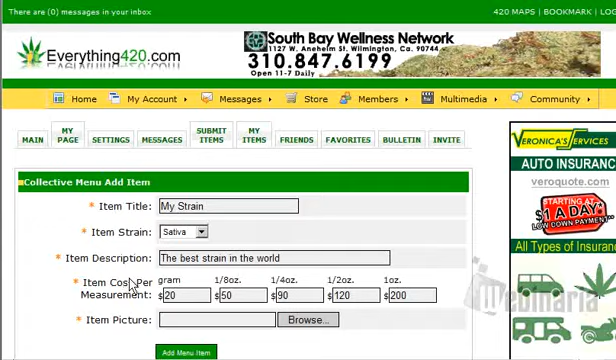 There are (0) messages in your inbox
420 MAPS | BOOKMARK | LOG
Everything420.com
South Bay Wellness Network
1127 W. Aneheim St. Wilmington, Ca. 90744
310.847.6199
Open 11-7 Daily
Home
My Account
Messages
Store
Members
Multimedia
Community
MAIN
MY PAGE
SETTINGS
MESSAGES
SUBMIT ITEMS
MY ITEMS
FRIENDS
FAVORITES
BULLETIN
INVITE
Collective Menu Add Item
* Item Title: My Strain
* Item Strain: Sativa
* Item Description: The best strain in the world
* Item Cost Per Measurement:
gram 1/8oz. 1/4oz. 1/2oz. 1oz.
$20 $50 $90 $120 $200
* Item Picture: Browse...
Add Menu Item
VERONICA'S SERVICES
AUTO INSURANC
veroquote.com
STARTING AT
$1 A DAY*
LOW DOWN PAYMENT
All Types of Insuran
Webinaria